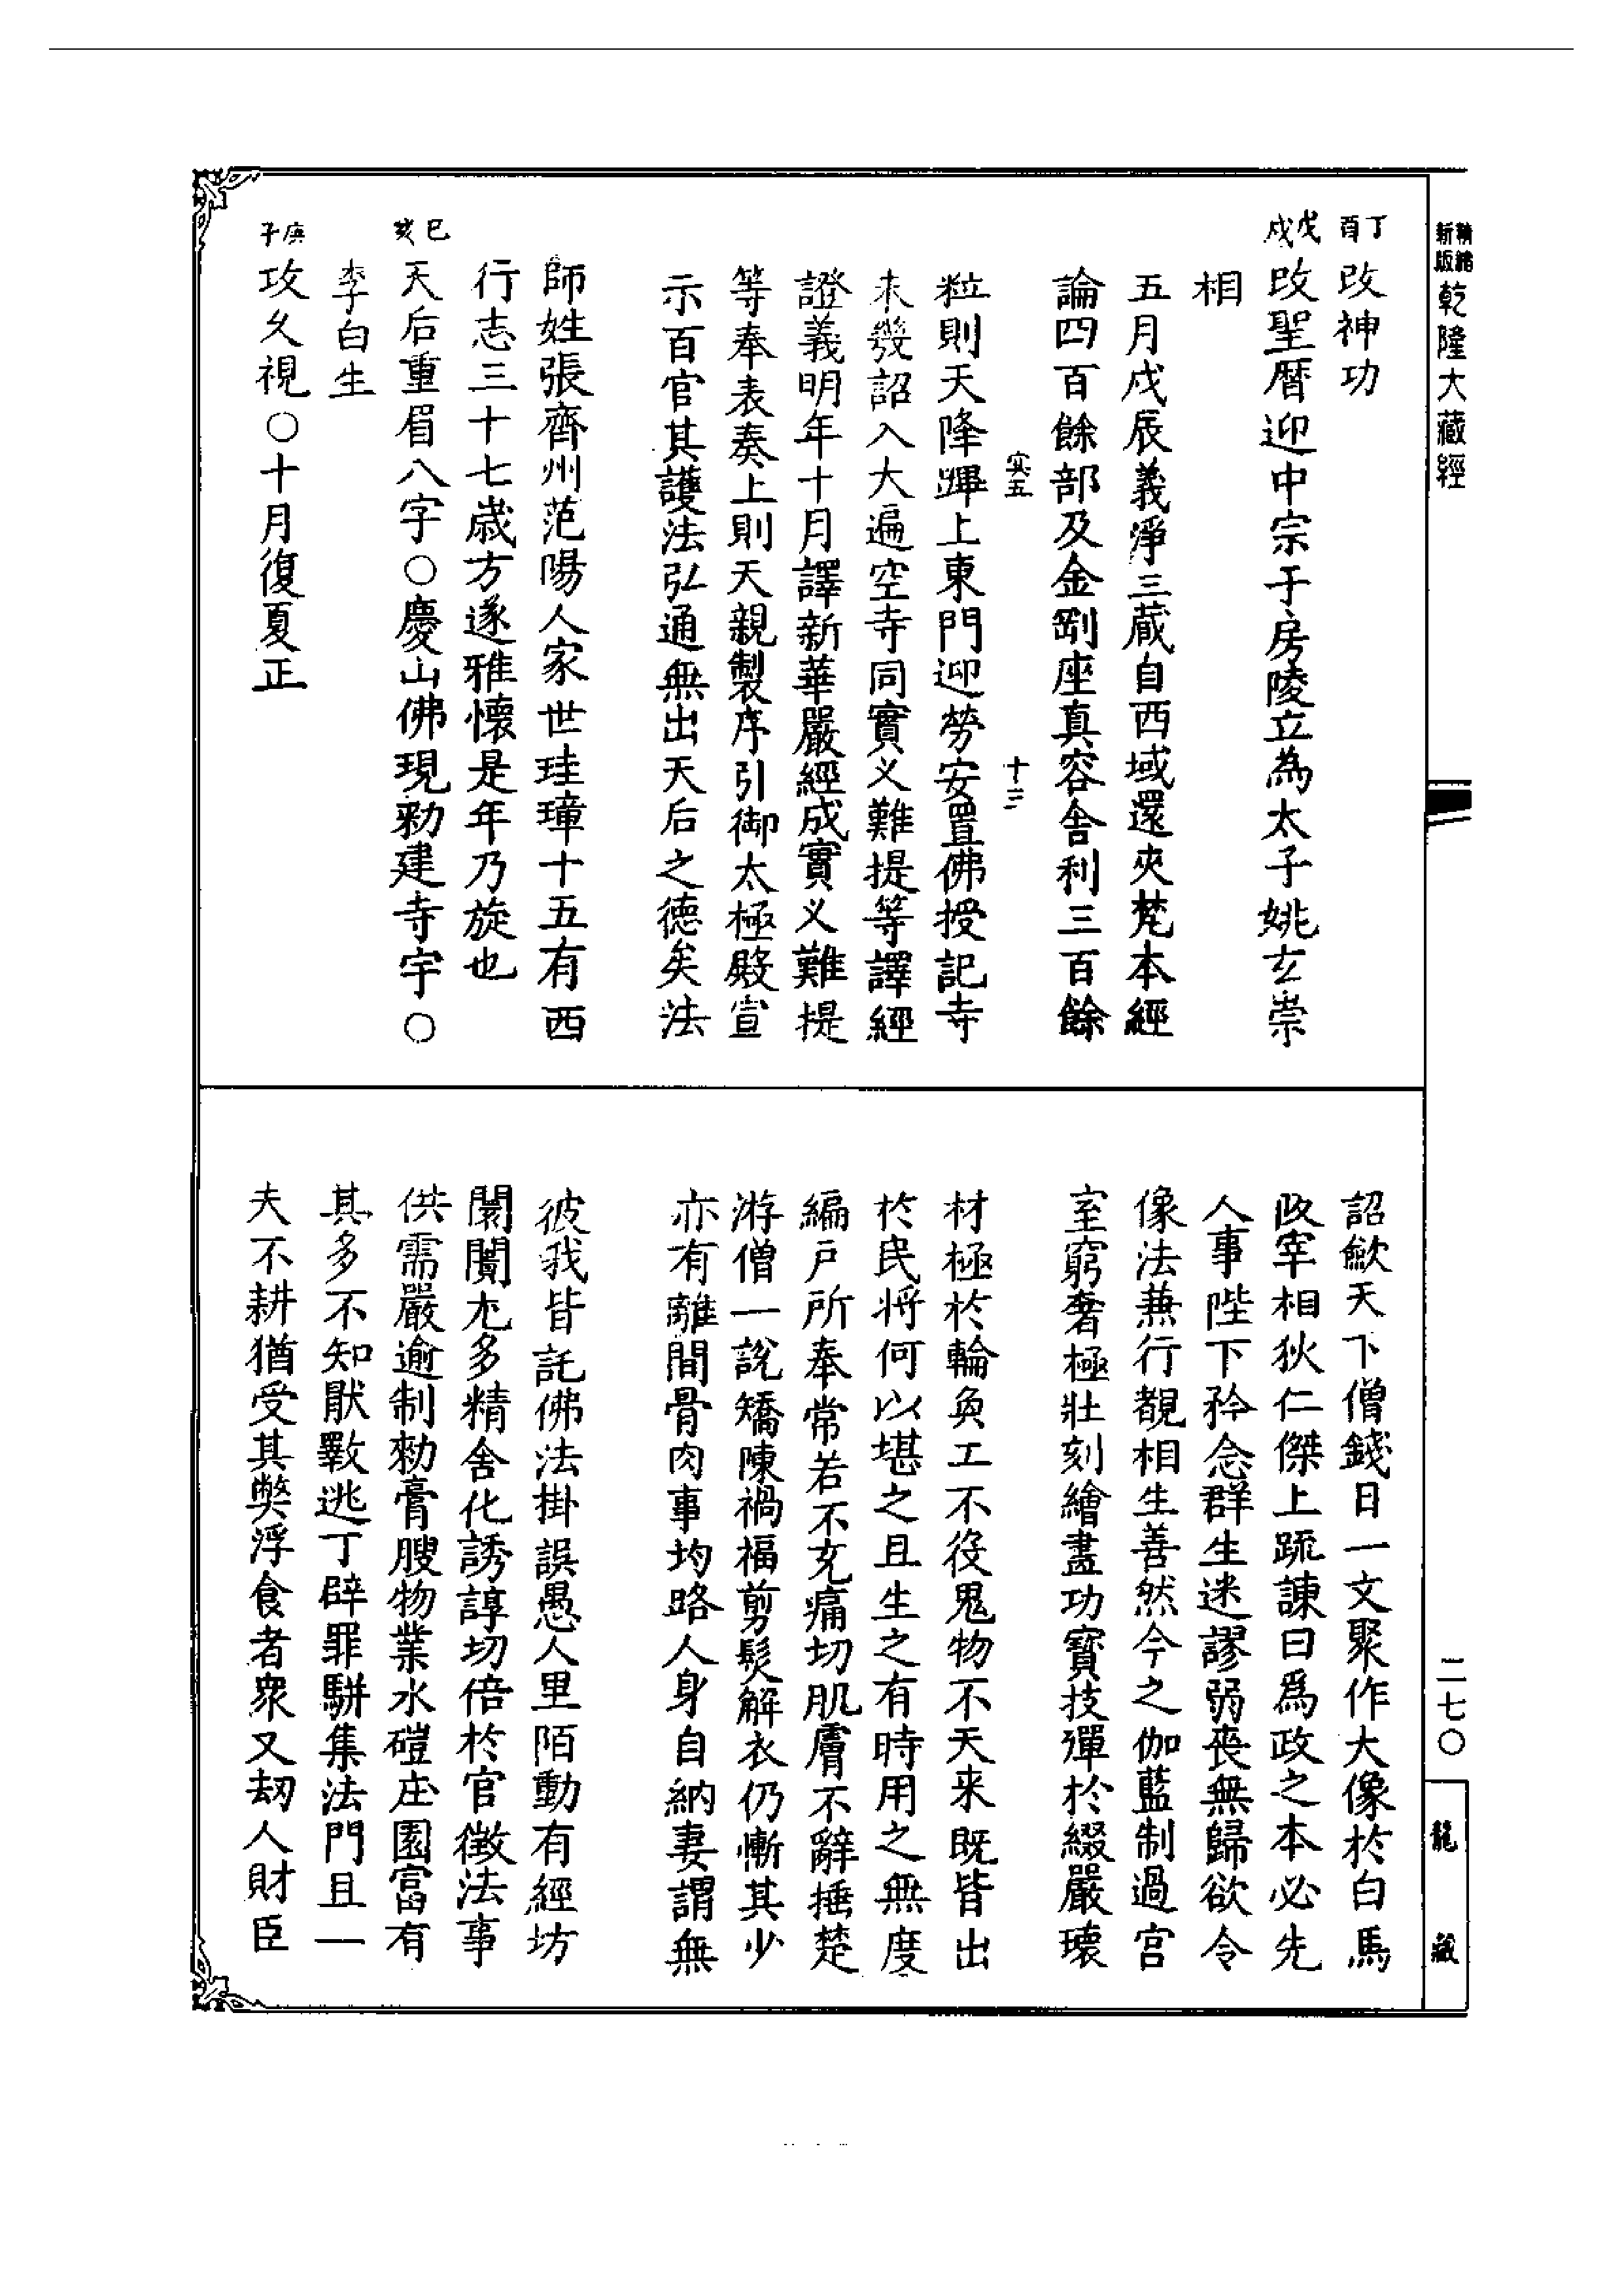 精縮新版乾隆大藏經
丁酉改神功
戊戌改聖曆迎中宗于房陵立為太子姚玄崇
相
五月戊辰義淨三藏自西域還夾梵本經
論四百餘部及金剛座真容舍利三百餘
寘五 十三
粒則天降蹕上東門迎勞安置佛授記寺
未幾詔入大遍空寺同實义難提等譯經
證義明年十月譯新華嚴經成實义難提
等奉表奏上則天親製序引御太極殿宣
示百官其護法弘通無出天后之德矣法
師姓張齊州范陽人家世珪璋十五有西
行志三十七歲方遂雅懷是年乃旋也
己亥天后重眉八字○慶山佛現勑建寺宇○
李白生
庚子攻久視○十月復夏正
詔歛天下僧錢日一文聚作大像於白馬
政宰相狄仁傑上疏諫曰爲政之本必先
人事陛下矜念群生迷謬弱喪無歸欲令
像法兼行覩相生善然今之伽藍制過宮
室窮奢極壯刻繪盡功寶技殫於綴嚴瓌
材極於輪奐工不役鬼物不天来既皆出
於民將何以堪之且生之有時用之無度
編戶所奉常若不充痛切肌膚不辭捶楚
游僧一說矯陳禍福剪髮解衣仍慚其少
亦有離間骨肉事均路人身自納妻謂無
彼我皆託佛法掛誤愚人里陌動有經坊
闤闠尤多精舍化誘諄切倍於官徵法事
供需嚴逾制勑膏腴物業水磑庄園富有
其多不知猒斁逃丁辟罪駢集法門且一
夫不耕猶受其弊浮食者衆又刼人財臣
二七○
龍藏